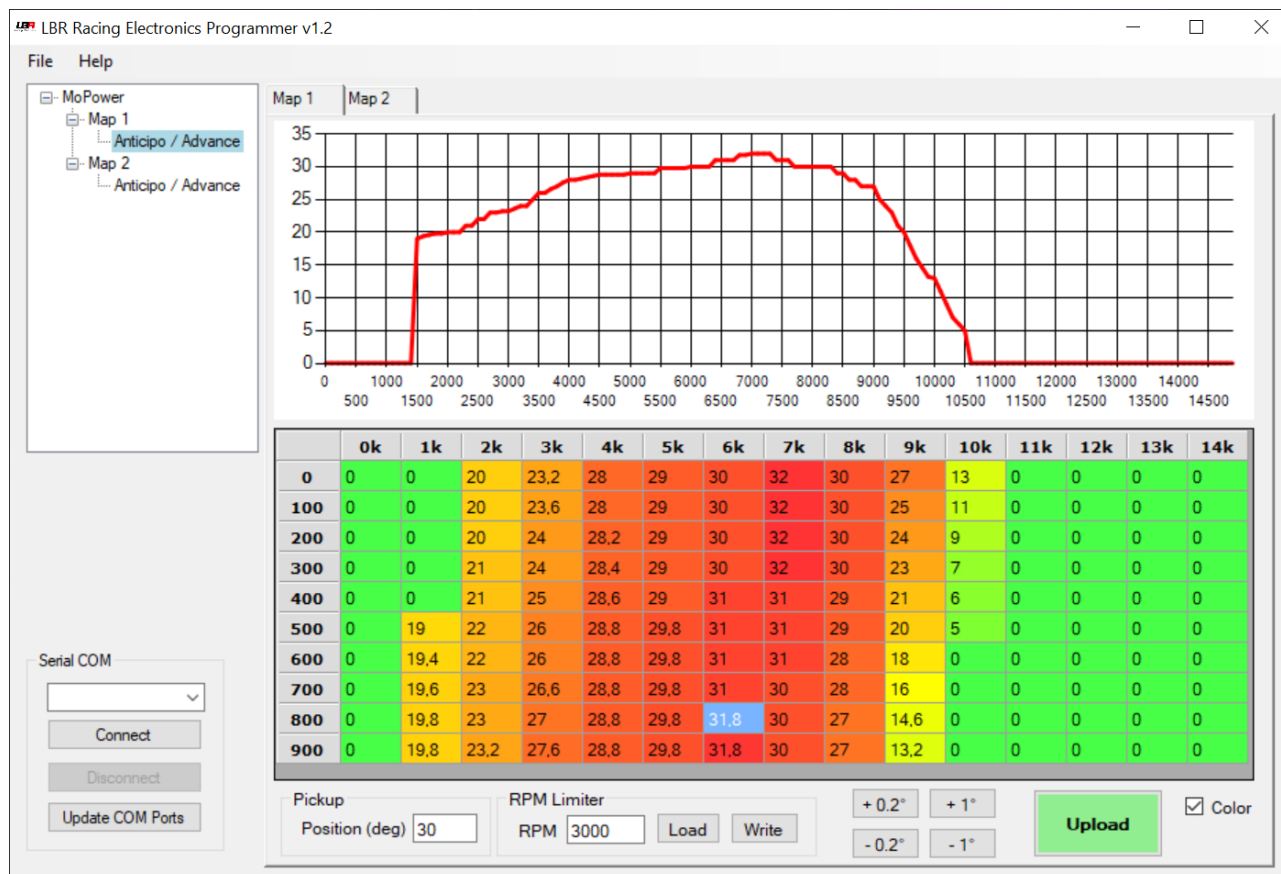 LBR Racing Electronics Programmer v1.2
File Help
MoPower
Map 1
Anticipo / Advance
Map 2
Anticipo / Advance
Map 1 Map 2
35
30
25
20
15
10
5
0
0 1000 2000 3000 4000 5000 6000 7000 8000 9000 10000 11000 12000 13000 14000
500 1500 2500 3500 4500 5500 6500 7500 8500 9500 10500 11500 12500 13500 14500
0k 1k 2k 3k 4k 5k 6k 7k 8k 9k 10k 11k 12k 13k 14k
0 0 0 20 23,2 28 29 30 32 30 27 13 0 0 0 0
100 0 0 20 23,6 28 29 30 32 30 25 11 0 0 0 0
200 0 0 20 24 28,2 29 30 32 30 24 9 0 0 0 0
300 0 0 21 24 28,4 29 30 32 30 23 7 0 0 0 0
400 0 0 21 25 28,6 29 31 31 29 21 6 0 0 0 0
500 0 19 22 26 28,8 29,8 31 31 29 20 5 0 0 0 0
600 0 19,4 22 26 28,8 29,8 31 31 28 18 0 0 0 0 0
700 0 19,6 23 26,6 28,8 29,8 31 30 28 16 0 0 0 0 0
800 0 19,8 23 27 28,8 29,8 31,8 30 27 14,6 0 0 0 0 0
900 0 19,8 23,2 27,6 28,8 29,8 31,8 30 27 13,2 0 0 0 0 0
Serial COM
Connect
Disconnect
Update COM Ports
Pickup
Position (deg) 30
RPM Limiter
RPM 3000 Load Write
+ 0.2° + 1°
- 0.2° - 1°
Upload
Color